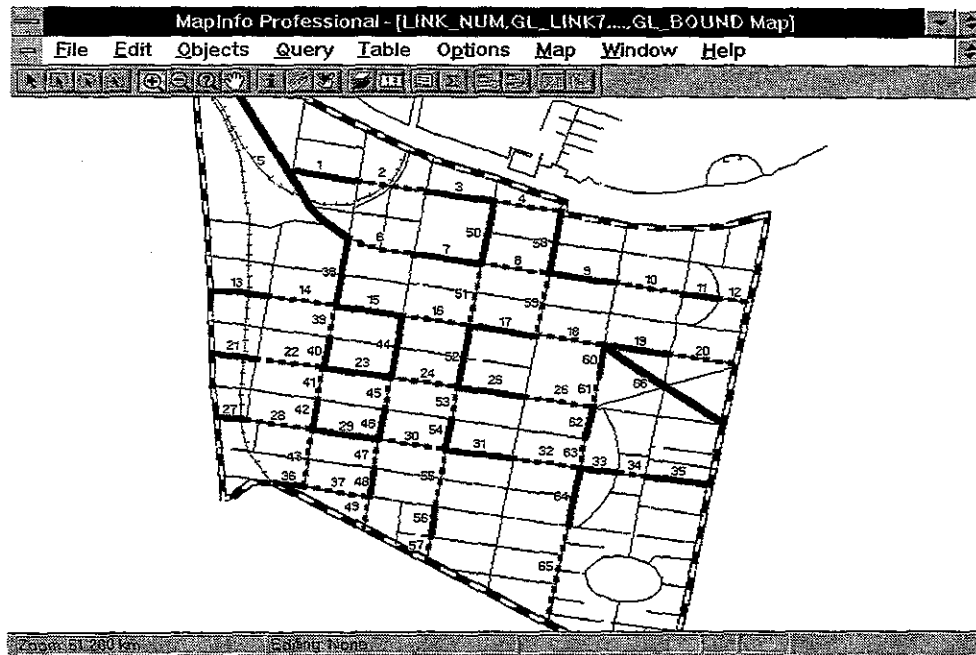 MapInfo Professional - [LINK_NUM,GL_LINK7,...,GL_BOUND Map]
File Edit Objects Query Table Options Map Window Help
5 1 2 3 4
50 58
6 7 8 9 10 11 12
38
13 14 15 16 17 18 19 20
51 59
39 44 52 60 66
21 22 40 23 24 25 26
41 45 53 61
27 28 42 29 46 30 54 31 32 62
63 33 34 35
43 47 55
36 37 48 64
49 56
57 65
Zoom: 61.280 km Editing: None